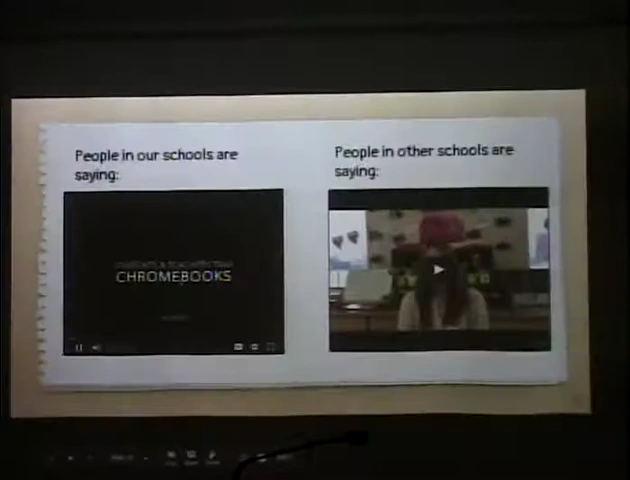 People in our schools are
saying:
People in other schools are
saying:
CHROMEBOOKS